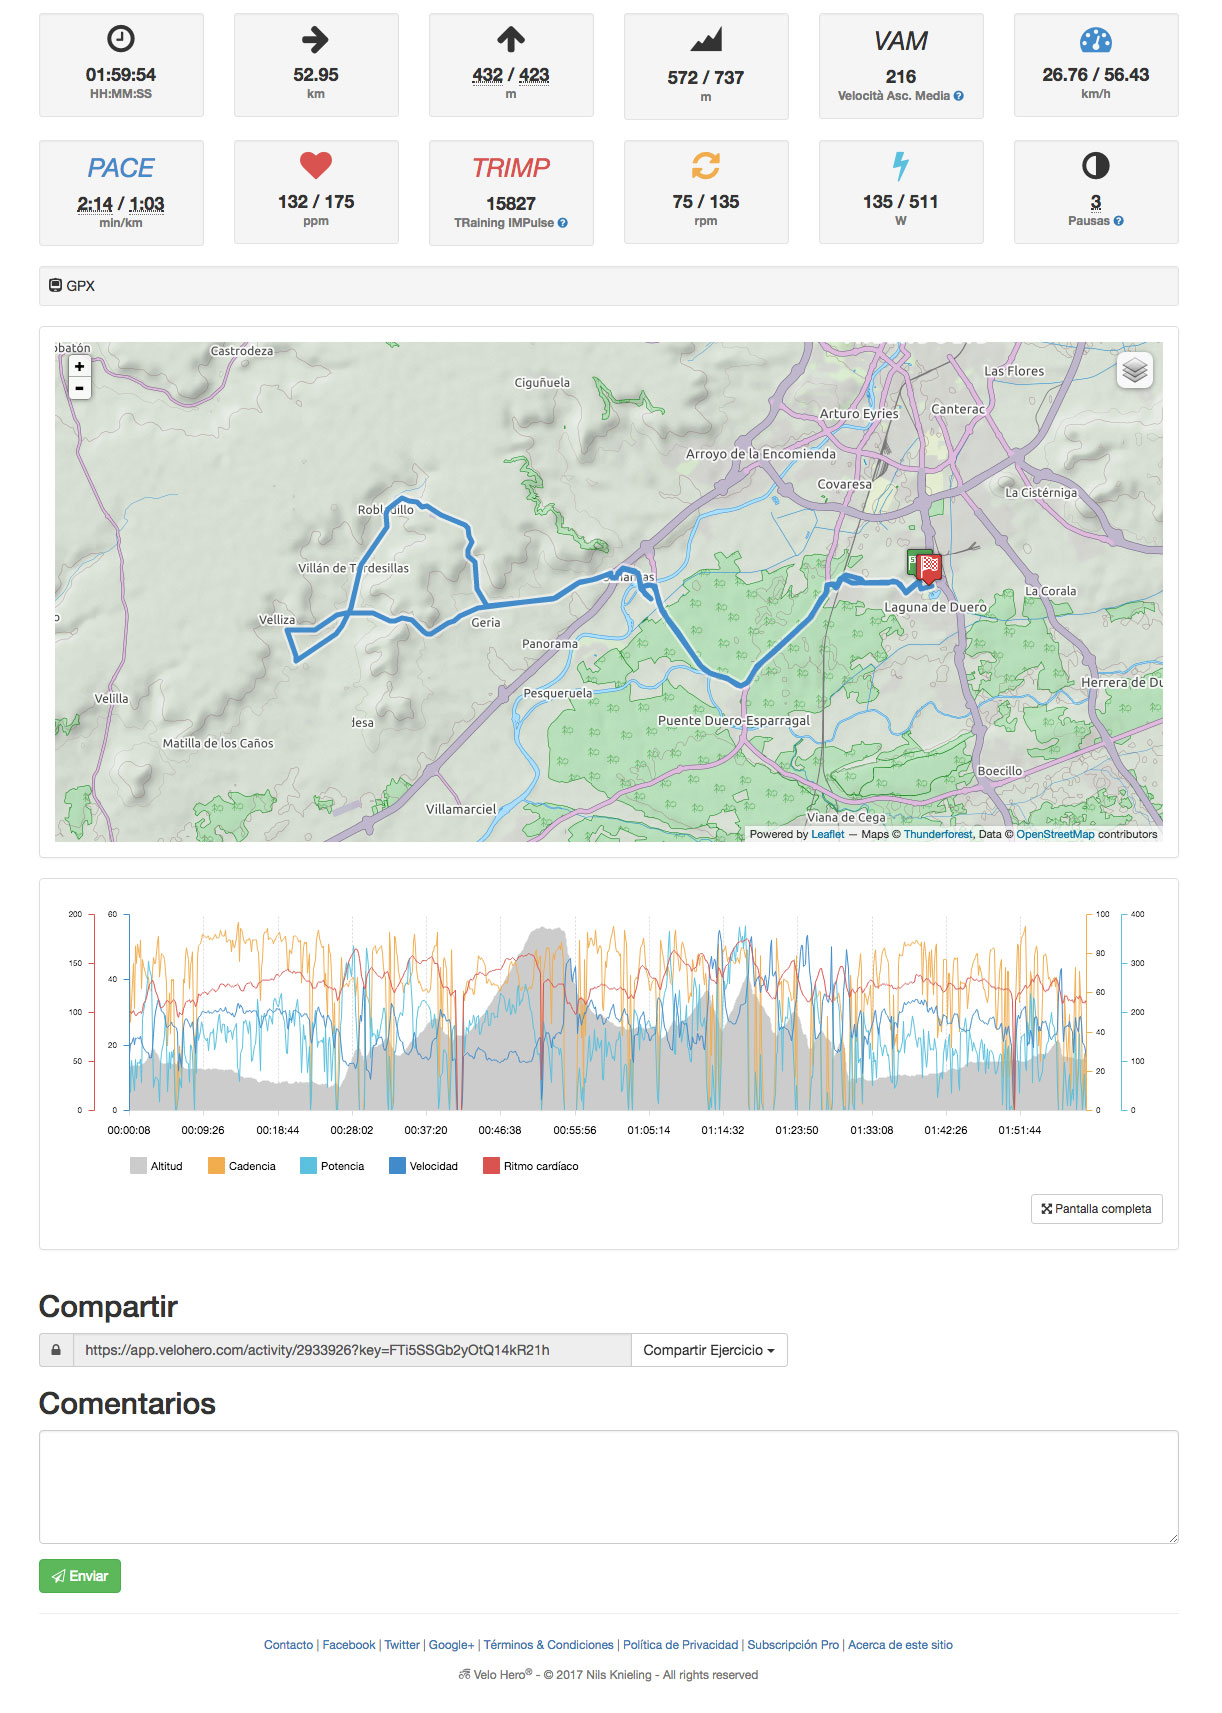 01:59:54
HH:MM:SS
52.95
km
432 / 423
m
572 / 737
m
VAM
216
Velocità Asc. Media
26.76 / 56.43
km/h
PACE
2:14 / 1:03
min/km
132 / 175
ppm
TRIMP
15827
TRaining IMPulse
75 / 135
rpm
135 / 511
W
3
Pausas
GPX
+
-
Castrodeza
Ciguñuela
Las Flores
Arturo Eyries
Canterac
Arroyo de la Encomienda
Covaresa
La Cistérniga
Villán de Tordesillas
Velliza
Geria
Laguna de Duero
La Corala
Panorama
Pesqueruela
Herrera de Du
Velilla
Puente Duero-Esparragal
Matilla de los Caños
Boecillo
Villamarciel
Viana de Cega
Powered by Leaflet — Maps © Thunderforest, Data © OpenStreetMap contributors
200 60 100 400
150 40 80 300
100 60 200
50 20 40 100
20
0 0 0 0
00:00:08 00:09:26 00:18:44 00:28:02 00:37:20 00:46:38 00:55:56 01:05:14 01:14:32 01:23:50 01:33:08 01:42:26 01:51:44
Altitud Cadencia Potencia Velocidad Ritmo cardíaco
Pantalla completa
Compartir
https://app.velohero.com/activity/2933926?key=FTi5SSGb2yOtQ14kR21h
Compartir Ejercicio
Comentarios
Enviar
Contacto | Facebook | Twitter | Google+ | Términos & Condiciones | Política de Privacidad | Subscripción Pro | Acerca de este sitio
Velo Hero® - © 2017 Nils Knieling - All rights reserved